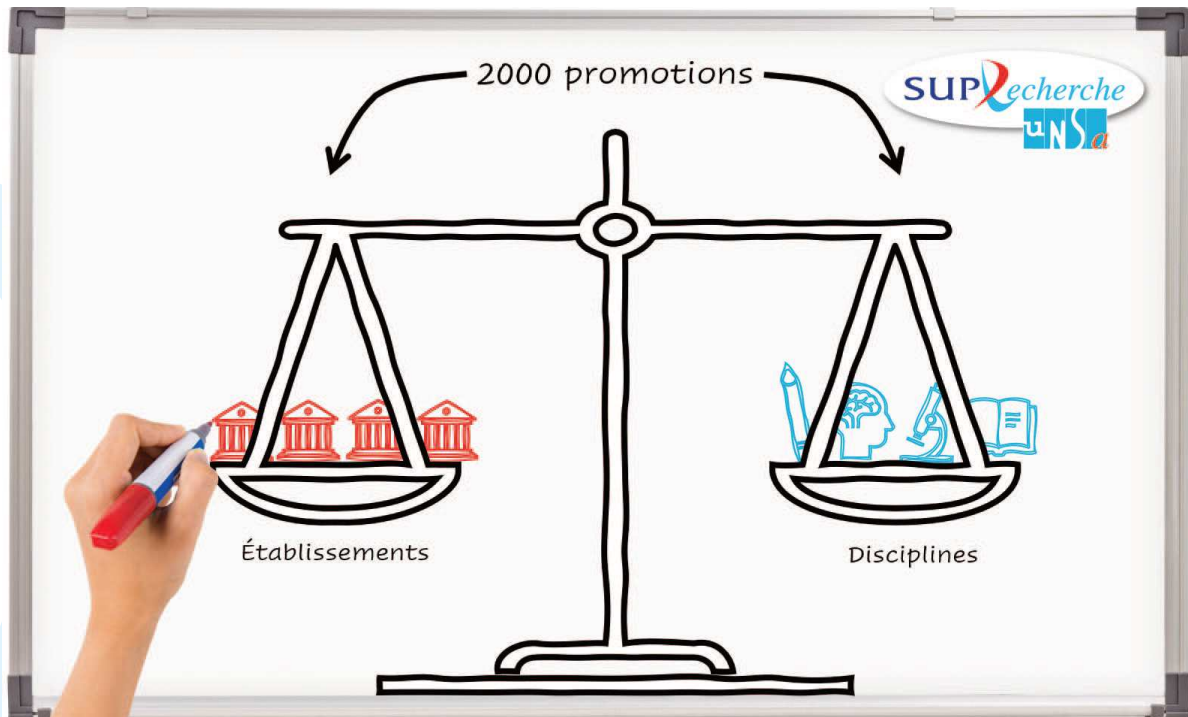 2000 promotions
SUPRecherche
UNSa
Établissements
Disciplines